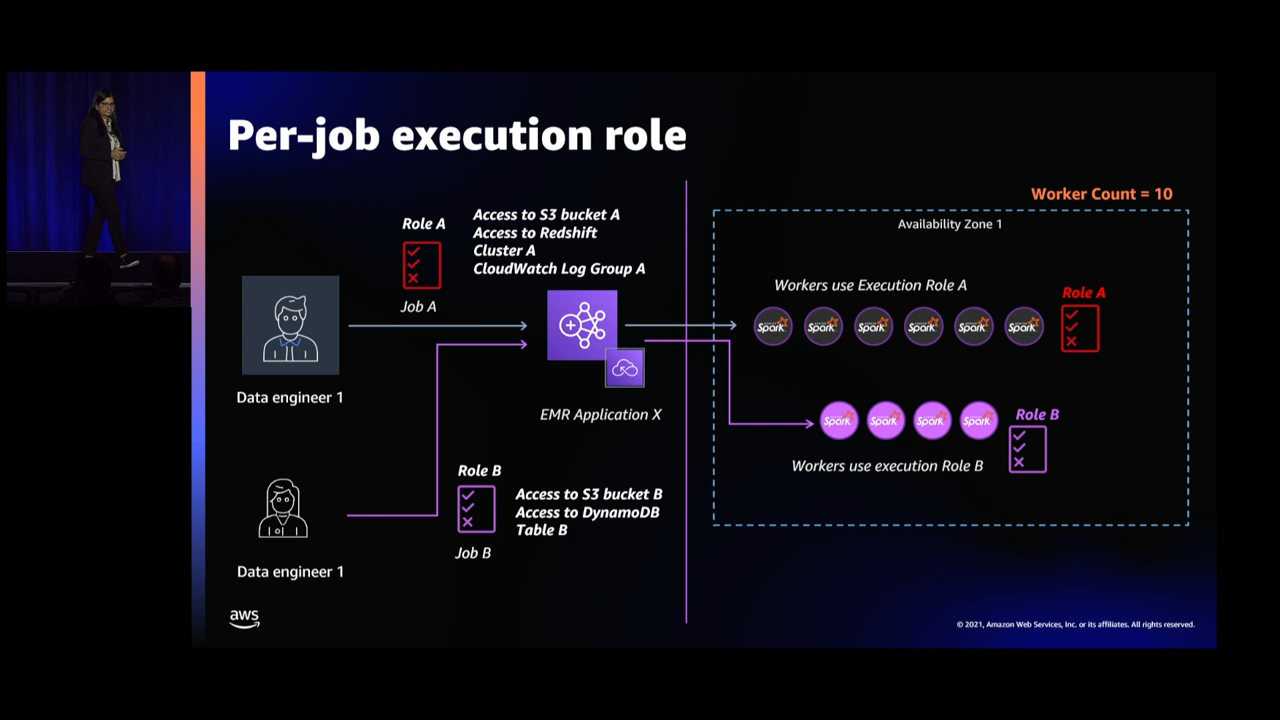 Per-job execution role
Worker Count = 10
Role A
Access to S3 bucket A
Access to Redshift
Cluster A
CloudWatch Log Group A
Job A
Data engineer 1
EMR Application X
Role B
Access to S3 bucket B
Access to DynamoDB
Table B
Job B
Data engineer 1
Availability Zone 1
Workers use Execution Role A
Role A
Spark Spark Spark Spark Spark Spark
Spark Spark Spark Spark
Role B
Workers use execution Role B
aws
© 2021, Amazon Web Services, Inc. or its affiliates. All rights reserved.